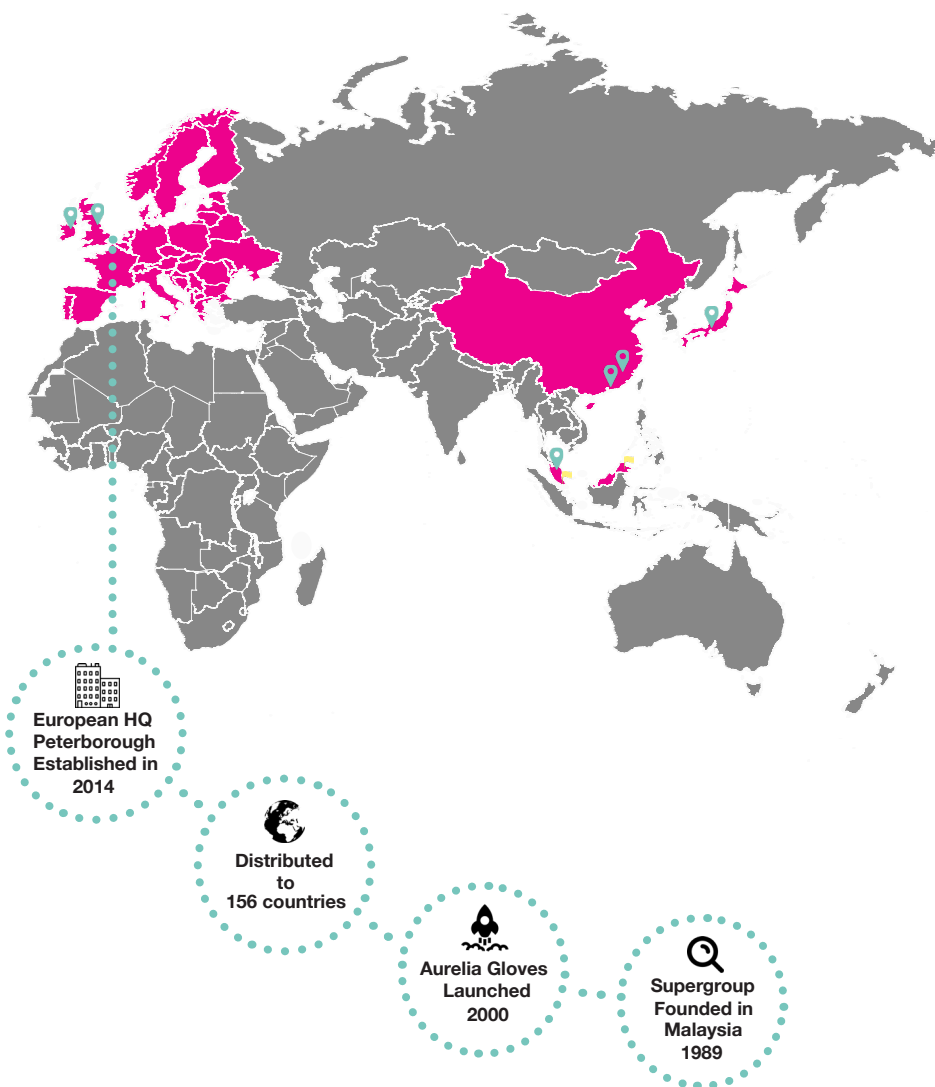 European HQ
Peterborough
Established in
2014
Distributed
to
156 countries
Aurelia Gloves
Launched
2000
Supergroup
Founded in
Malaysia
1989